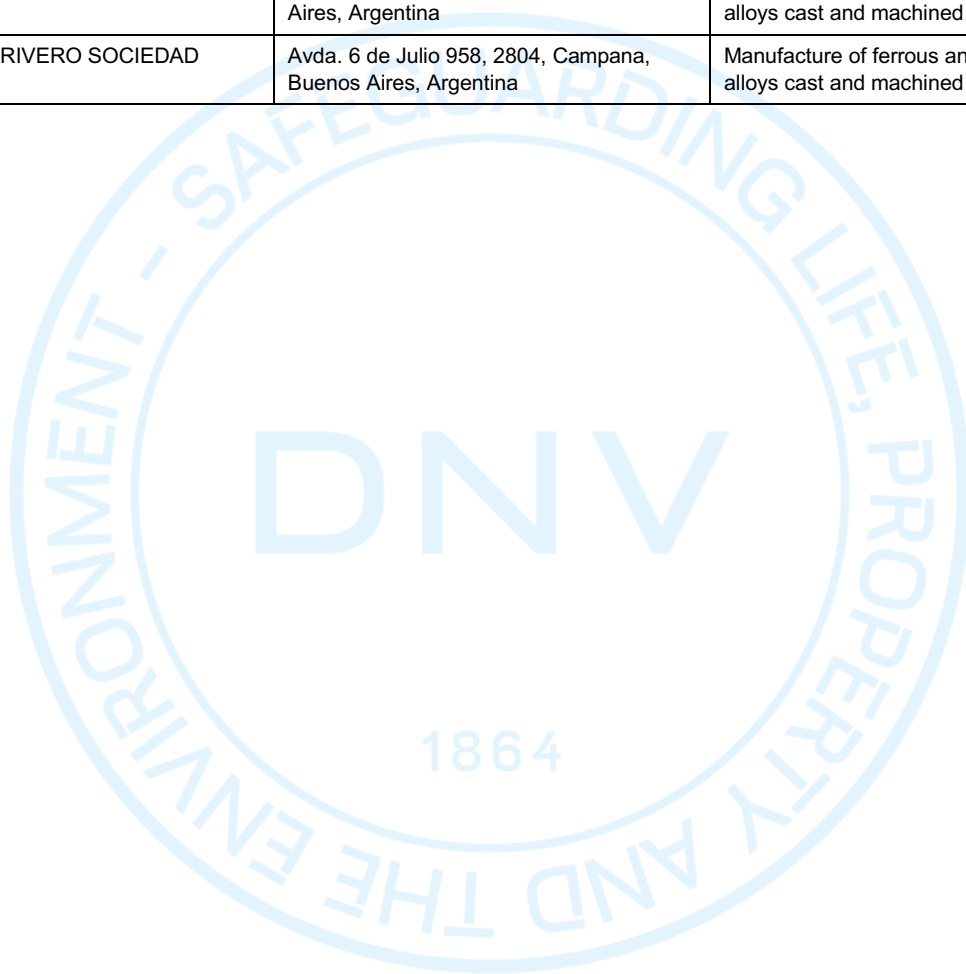 Aires, Argentina
alloys cast and machined
RIVERO SOCIEDAD
Avda. 6 de Julio 958, 2804, Campana,
Buenos Aires, Argentina
Manufacture of ferrous an
alloys cast and machined
SAFEGUARDING LIFE, PROPERTY AND THE ENVIRONMENT -
DNV
1864